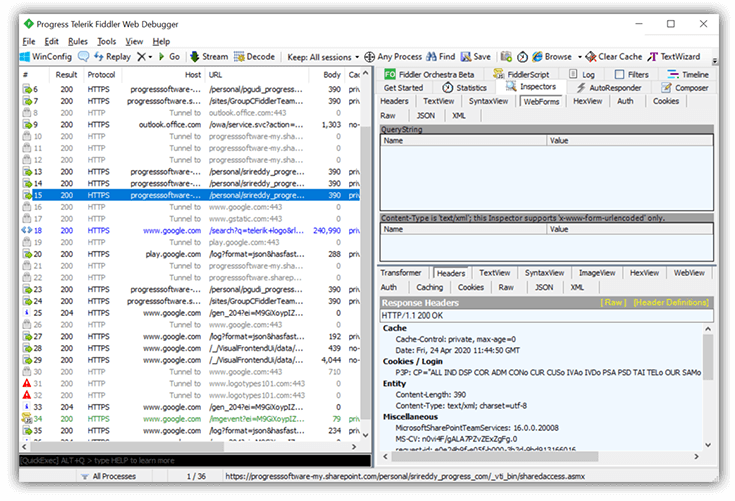 Progress Telerik Fiddler Web Debugger
File Edit Rules Tools View Help
WinConfig Replay Go Stream Decode Keep: All sessions Any Process Find Save Browse Clear Cache TextWizard
# Result Protocol Host URL Body Cac
6 200 HTTPS progresssoftware-... /personal/pgudi_progress... 390 priv
7 200 HTTPS progresssoftware.s... /sites/GroupCFiddlerTeam... 390 priv
8 200 HTTP Tunnel to outlook.office.com:443 0
9 200 HTTPS outlook.office.com /owa/service.svc?action=... 1,303 no-
10 200 HTTP Tunnel to progresssoftware-my.shar... 0
11 200 HTTP Tunnel to progresssoftware-my.shar... 0
12 200 HTTP Tunnel to progresssoftware-my.shar... 0
13 200 HTTPS progresssoftware-... /personal/srireddy_progre... 390 priv
14 200 HTTPS progresssoftware-... /personal/srireddy_progre... 390 priv
15 200 HTTPS progresssoftware-... /personal/srireddy_progre... 390 priv
16 200 HTTP Tunnel to www.google.com:443 0
17 200 HTTP Tunnel to www.gstatic.com:443 0
18 200 HTTPS www.google.com /search?q=telerik+logo&rl... 240,990 priv
19 200 HTTP Tunnel to play.google.com:443 0
20 200 HTTPS play.google.com /log?format=json&hasfast... 288 priv
21 200 HTTP Tunnel to progresssoftware-my.shar... 0
22 200 HTTP Tunnel to progresssoftware.sharep... 0
23 200 HTTPS progresssoftware-... /personal/pgudi_progress... 390 priv
24 200 HTTPS progresssoftware.s... /sites/GroupCFiddlerTeam... 390 priv
25 204 HTTPS www.google.com /gen_204?ei=M9GiXoypIZ... 0
26 200 HTTP Tunnel to www.google.com:443 0
27 200 HTTPS www.google.com /log?format=json&hasfast... 192 priv
28 200 HTTPS www.google.com /_/VisualFrontendUi/data/... 439 no-
29 200 HTTPS www.google.com /_/VisualFrontendUi/data/... 4,044 no-
30 200 HTTP Tunnel to www.google.com:443 710
31 200 HTTP Tunnel to www.logotypes101.com:443 0
32 200 HTTP Tunnel to www.logotypes101.com:443 0
33 204 HTTPS www.google.com /gen_204?ei=M9GiXoypIZ... 0
34 200 HTTPS www.google.com /imgevent?ei=M9GiXoypIZ... 79 priv
35 200 HTTPS www.google.com /log?format=json&hasfast... 234 priv
[QuickExec] ALT+Q > type HELP to learn more
FO Fiddler Orchestra Beta FiddlerScript Log Filters Timeline
Get Started Statistics Inspectors AutoResponder Composer
Headers TextView SyntaxView WebForms HexView Auth Cookies
Raw JSON XML
QueryString
Name Value
Content-Type is 'text/xml'; this Inspector supports 'x-www-form-urlencoded' only.
Name Value
Transformer Headers TextView SyntaxView ImageView HexView WebView
Auth Caching Cookies Raw JSON XML
Response Headers [ Raw ] [Header Definitions]
HTTP/1.1 200 OK
Cache
Cache-Control: private, max-age=0
Date: Fri, 24 Apr 2020 11:44:50 GMT
Cookies / Login
P3P: CP="ALL IND DSP COR ADM CONo CUR CUSo IVAo IVDo PSA PSD TAI TELo OUR SAMo
Entity
Content-Length: 390
Content-Type: text/xml; charset=utf-8
Miscellaneous
MicrosoftSharePointTeamServices: 16.0.0.20008
MS-CV: n0vi4F/gALA7PZvZExZgFg.0
All Processes 1 / 36 https://progresssoftware-my.sharepoint.com/personal/srireddy_progress_com/_vti_bin/sharedaccess.asmx